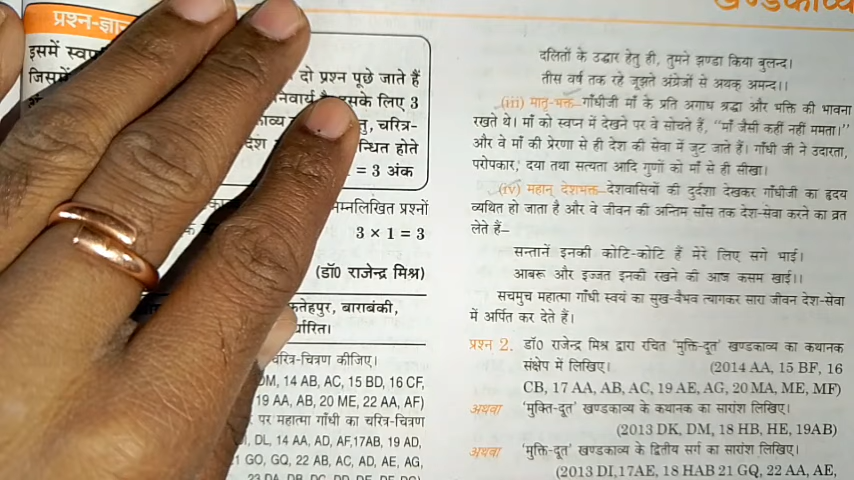 खण्डकाव्य
प्रश्न-ज्ञान
इसमें
दो प्रश्न पूछे जाते हैं
जिसमें
सके लिए 3
चरित्र-
न्धित होते
= 3 अंक
म्नलिखित प्रश्नों
3 × 1 = 3
(डॉ0 राजेन्द्र मिश्र)
फतेहपुर, बाराबंकी,
र्धारित।
चरित्र-चित्रण कीजिए।
DM, 14 AB, AC, 15 BD, 16 CF,
19 AA, AB, 20 ME, 22 AA, AF)
पर महात्मा गाँधी का चरित्र-चित्रण
DL, 14 AA, AD, AF,17AB, 19 AD,
GO, GQ, 22 AB, AC, AD, AE, AG,
दलितों के उद्धार हेतु ही, तुमने झण्डा किया बुलन्द।
तीस वर्ष तक रहे जूझते अंग्रेजों से अथक् अमन्द।।
(iii) मातृ-भक्त–गाँधीजी माँ के प्रति अगाध श्रद्धा और भक्ति की भावना
रखते थे। माँ को स्वप्न में देखने पर वे सोचते हैं, "माँ जैसी कहीं नहीं ममता।"
और वे माँ की प्रेरणा से ही देश की सेवा में जुट जाते हैं। गाँधी जी ने उदारता,
परोपकार, दया तथा सत्यता आदि गुणों को माँ से ही सीखा।
(iv) महान् देशभक्त–देशवासियों की दुर्दशा देखकर गाँधीजी का हृदय
व्यथित हो जाता है और वे जीवन की अन्तिम साँस तक देश-सेवा करने का व्रत
लेते हैं–
सन्तानें इनकी कोटि-कोटि हैं मेरे लिए सगे भाई।
आबरू और इज्जत इनकी रखने की आज कसम खाई।।
सचमुच महात्मा गाँधी स्वयं का सुख-वैभव त्यागकर सारा जीवन देश-सेवा
में अर्पित कर देते हैं।
प्रश्न 2. डॉ0 राजेन्द्र मिश्र द्वारा रचित 'मुक्ति-दूत' खण्डकाव्य का कथानक
संक्षेप में लिखिए। (2014 AA, 15 BF, 16
CB, 17 AA, AB, AC, 19 AE, AG, 20 MA, ME, MF)
अथवा 'मुक्ति-दूत' खण्डकाव्य के कथानक का सारांश लिखिए।
(2013 DK, DM, 18 HB, HE, 19AB)
अथवा 'मुक्ति-दूत' खण्डकाव्य के द्वितीय सर्ग का सारांश लिखिए।
(2013 DI,17AE, 18 HAB 21 GQ, 22 AA, AE,